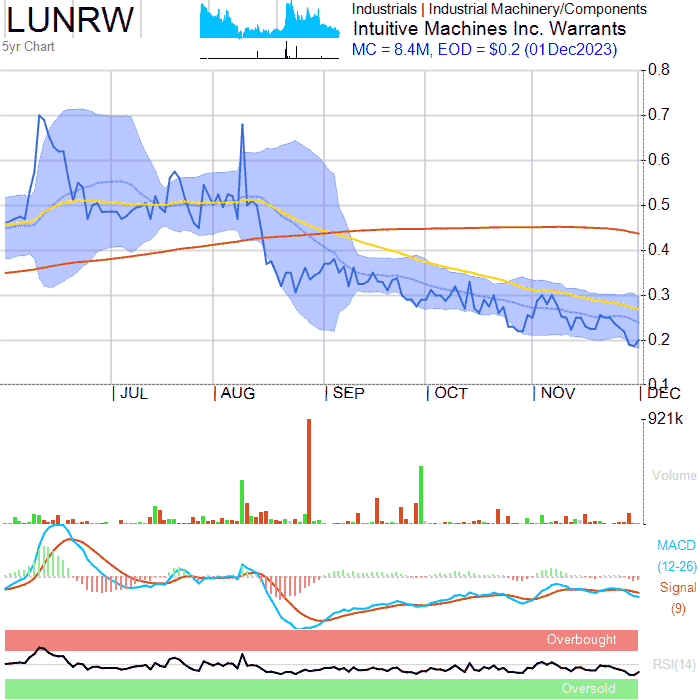 LUNRW
5yr Chart
Industrials | Industrial Machinery/Components
Intuitive Machines Inc. Warrants
MC = 8.4M, EOD = $0.2 (01Dec2023)
0.8
0.7
0.6
0.5
0.4
0.3
0.2
0.1
JUL AUG SEP OCT NOV DEC
921k
Volume
MACD
(12-26)
Signal
(9)
Overbought
RSI(14)
Oversold